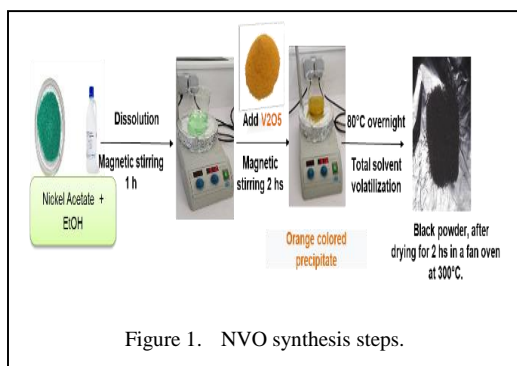 Nickel Acetate +
EtOH
Dissolution
Magnetic stirring
1 h
Add V2O5
Magnetic
stirring 2 hs
Orange colored
precipitate
80°C overnight
Total solvent
volatilization
Black powder, after
drying for 2 hs in a fan oven
at 300°C.
Figure 1. NVO synthesis steps.